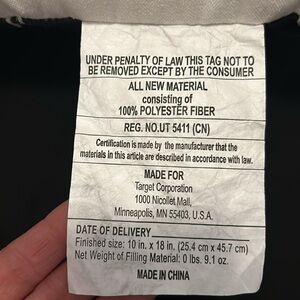 UNDER PENALTY OF LAW THIS TAG NOT TO
BE REMOVED EXCEPT BY THE CONSUMER
ALL NEW MATERIAL
consisting of
100% POLYESTER FIBER
REG. NO.UT 5411 (CN)
Certification is made by the manufacturer that the
materials in this article are described in accordance with law.
MADE FOR
Target Corporation
1000 Nicollet Mall,
Minneapolis, MN 55403, U.S.A.
DATE OF DELIVERY
Finished size: 10 in. x 18 in. (25.4 cm x 45.7 cm)
Net Weight of Filling Material: 0 lbs. 9.1 oz.
MADE IN CHINA